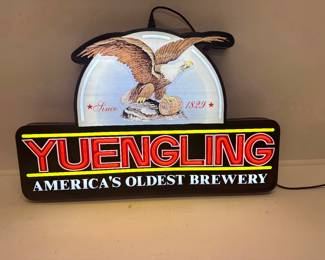 Since 1829
YUENGLING
AMERICA'S OLDEST BREWERY